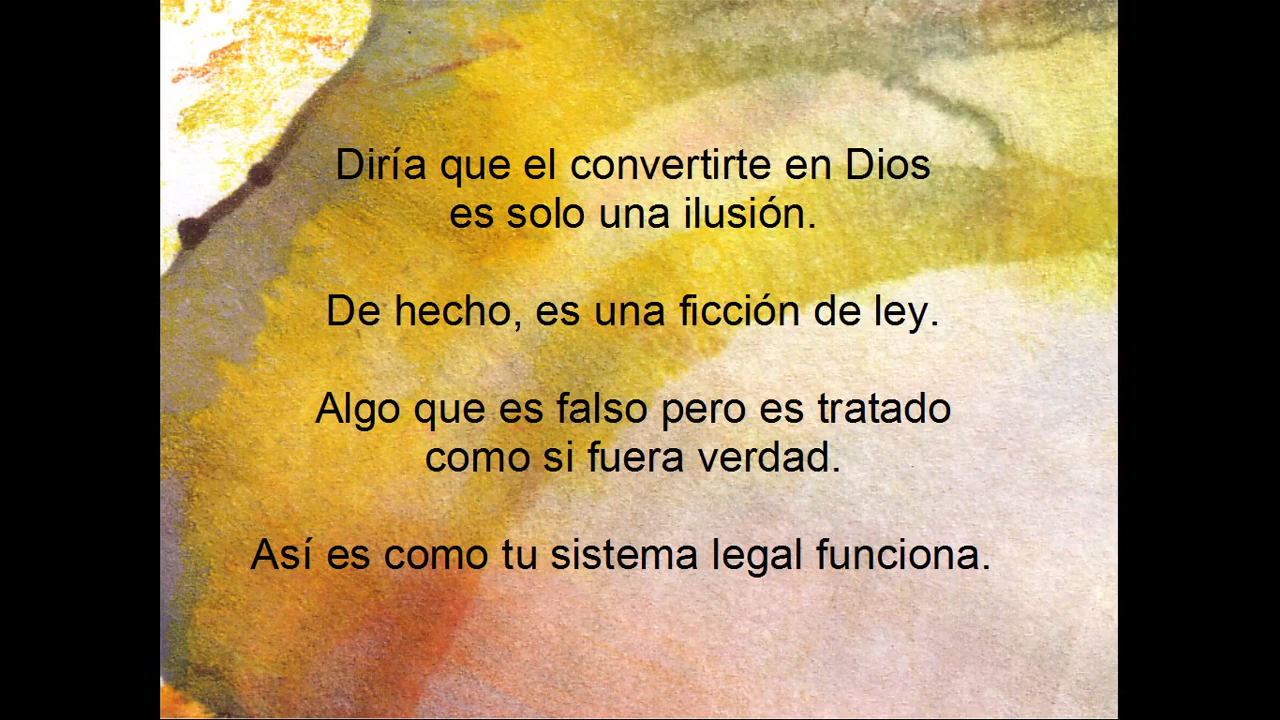 Diría que el convertirte en Dios
es solo una ilusión.
De hecho, es una ficción de ley.
Algo que es falso pero es tratado
como si fuera verdad.
Así es como tu sistema legal funciona.